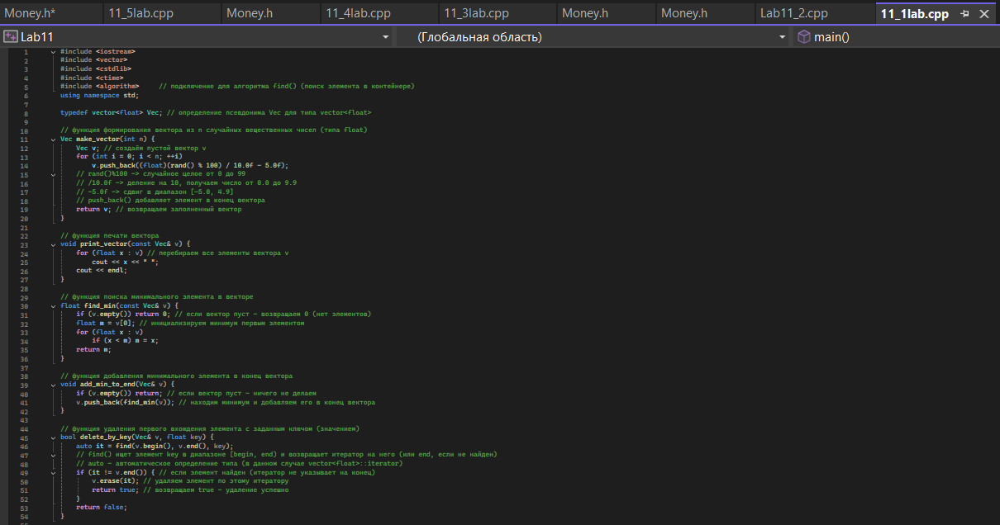 Money.h* 11_5lab.cpp Money.h 11_4lab.cpp 11_3lab.cpp Money.h Money.h Lab11_2.cpp 11_1lab.cpp
Lab11 (Глобальная область) main()
1 #include <iostream>
2 #include <vector>
3 #include <cstdlib>
4 #include <ctime>
5 #include <algorithm> // подключение для алгоритма find() (поиск элемента в контейнере)
6 using namespace std;
7
8 typedef vector<float> Vec; // определение псевдонима Vec для типа vector<float>
9
10 // функция формирования вектора из n случайных вещественных чисел (типа float)
11 Vec make_vector(int n) {
12 Vec v; // создаём пустой вектор v
13 for (int i = 0; i < n; ++i)
14 v.push_back((float)(rand() % 100) / 10.0f - 5.0f);
15 // rand()%100 -> случайное целое от 0 до 99
16 // /10.0f -> деление на 10, получаем число от 0.0 до 9.9
17 // -5.0f -> сдвиг в диапазон [-5.0, 4.9]
18 // push_back() добавляет элемент в конец вектора
19 return v; // возвращаем заполненный вектор
20 }
21
22 // функция печати вектора
23 void print_vector(const Vec& v) {
24 for (float x : v) // перебираем все элементы вектора v
25 cout << x << " ";
26 cout << endl;
27 }
28
29 // функция поиска минимального элемента в векторе
30 float find_min(const Vec& v) {
31 if (v.empty()) return 0; // если вектор пуст - возвращаем 0 (нет элементов)
32 float m = v[0]; // инициализируем минимум первым элементом
33 for (float x : v)
34 if (x < m) m = x;
35 return m;
36 }
37
38 // функция добавления минимального элемента в конец вектора
39 void add_min_to_end(Vec& v) {
40 if (v.empty()) return; // если вектор пуст - ничего не делаем
41 v.push_back(find_min(v)); // находим минимум и добавляем его в конец вектора
42 }
43
44 // функция удаления первого вхождения элемента с заданным ключом (значением)
45 bool delete_by_key(Vec& v, float key) {
46 auto it = find(v.begin(), v.end(), key);
47 // find() ищет элемент key в диапазоне [begin, end) и возвращает итератор на него (или end, если не найден)
48 // auto - автоматическое определение типа (в данном случае vector<float>::iterator)
49 if (it != v.end()) { // если элемент найден (итератор не указывает на конец)
50 v.erase(it); // удаляем элемент по этому итератору
51 return true; // возвращаем true - удаление успешно
52 }
53 return false;
54 }